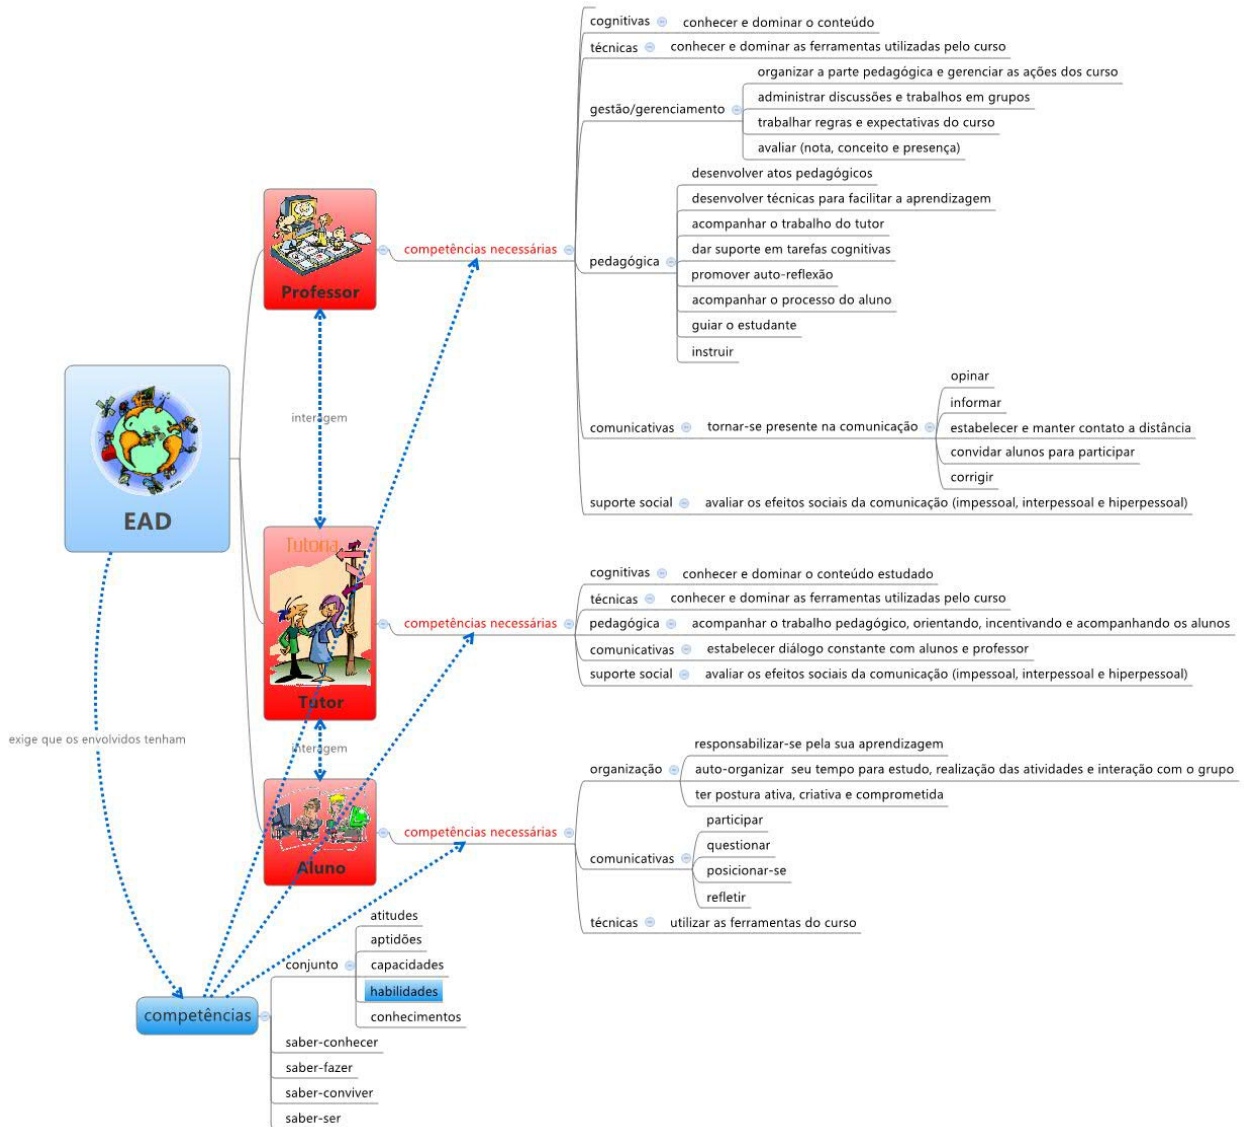 EAD
exige que os envolvidos tenham
Professor
interagem
Tutoria
Tutor
interagem
Aluno
competências necessárias
cognitivas
conhecer e dominar o conteúdo
técnicas
conhecer e dominar as ferramentas utilizadas pelo curso
gestão/gerenciamento
organizar a parte pedagógica e gerenciar as ações dos curso
administrar discussões e trabalhos em grupos
trabalhar regras e expectativas do curso
avaliar (nota, conceito e presença)
pedagógica
desenvolver atos pedagógicos
desenvolver técnicas para facilitar a aprendizagem
acompanhar o trabalho do tutor
dar suporte em tarefas cognitivas
promover auto-reflexão
acompanhar o processo do aluno
guiar o estudante
instruir
comunicativas
tornar-se presente na comunicação
opinar
informar
estabelecer e manter contato a distância
convidar alunos para participar
corrigir
suporte social
avaliar os efeitos sociais da comunicação (impessoal, interpessoal e hiperpessoal)
competências necessárias
cognitivas
conhecer e dominar o conteúdo estudado
técnicas
conhecer e dominar as ferramentas utilizadas pelo curso
pedagógica
acompanhar o trabalho pedagógico, orientando, incentivando e acompanhando os alunos
comunicativas
estabelecer diálogo constante com alunos e professor
suporte social
avaliar os efeitos sociais da comunicação (impessoal, interpessoal e hiperpessoal)
competências necessárias
organização
responsabilizar-se pela sua aprendizagem
auto-organizar seu tempo para estudo, realização das atividades e interação com o grupo
ter postura ativa, criativa e comprometida
comunicativas
participar
questionar
posicionar-se
refletir
técnicas
utilizar as ferramentas do curso
competências
conjunto
atitudes
aptidões
capacidades
habilidades
conhecimentos
saber-conhecer
saber-fazer
saber-conviver
saber-ser